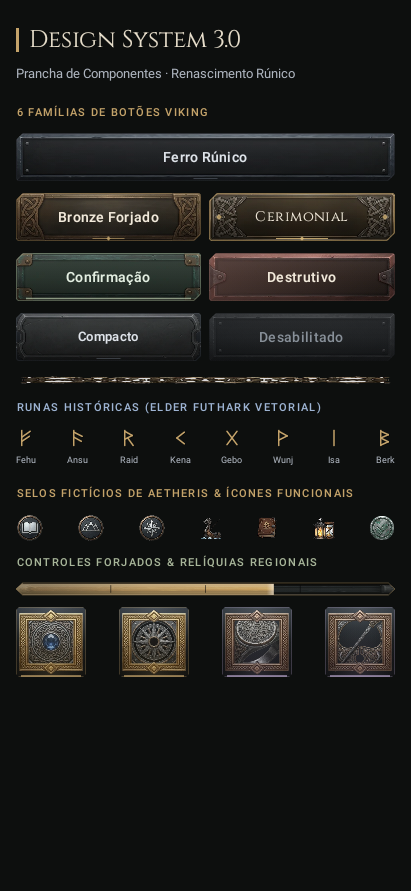 Design System 3.0
Prancha de Componentes · Renascimento Rúnico
6 FAMÍLIAS DE BOTÕES VIKING
Ferro Rúnico
Bronze Forjado
Cerimonial
Confirmação
Destrutivo
Compacto
Desabilitado
RUNAS HISTÓRICAS (ELDER FUTHARK VETORIAL)
ᚠ ᚨ ᚱ ᚲ ᚷ ᚹ ᛁ ᛒ
Fehu Ansu Raid Kena Gebo Wunj Isa Berk
SELOS FICTÍCIOS DE AETHERIS & ÍCONES FUNCIONAIS
CONTROLES FORJADOS & RELÍQUIAS REGIONAIS